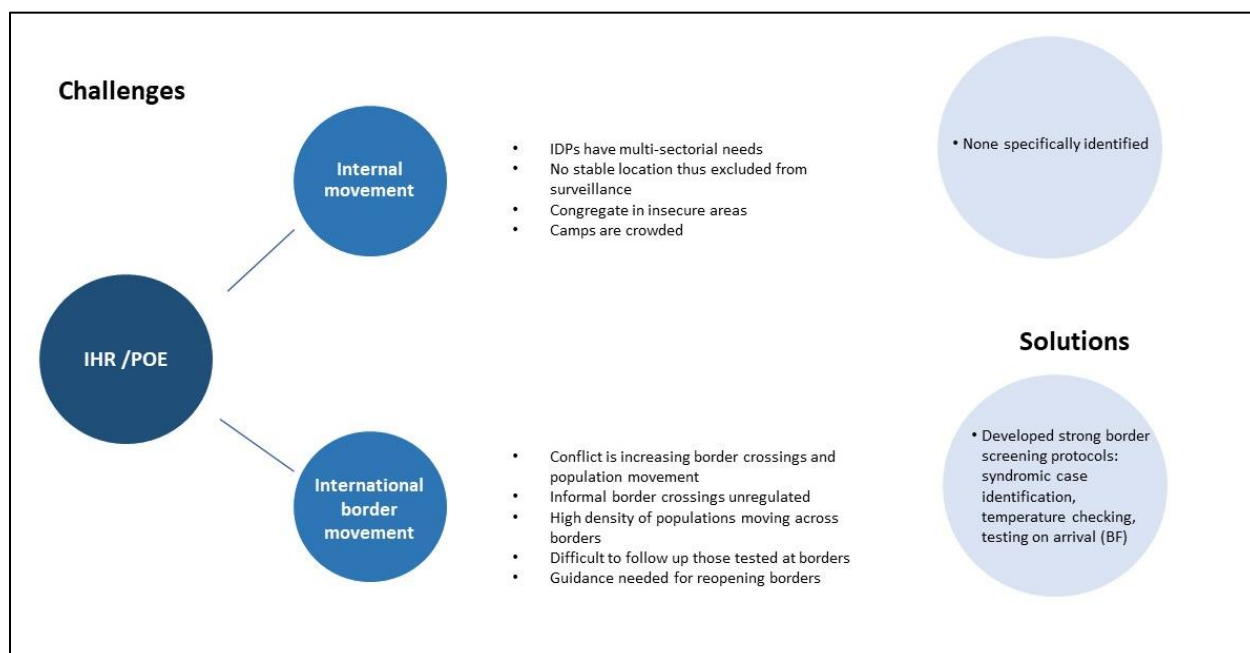 Challenges
Internal
movement
• IDPs have multi-sectorial needs
• No stable location thus excluded from
surveillance
• Congregate in insecure areas
• Camps are crowded
• None specifically identified
IHR /POE
Solutions
International
border
movement
• Conflict is increasing border crossings and
population movement
• Informal border crossings unregulated
• High density of populations moving across
borders
• Difficult to follow up those tested at borders
• Guidance needed for reopening borders
• Developed strong border
screening protocols:
syndromic case
identification,
temperature checking,
testing on arrival (BF)